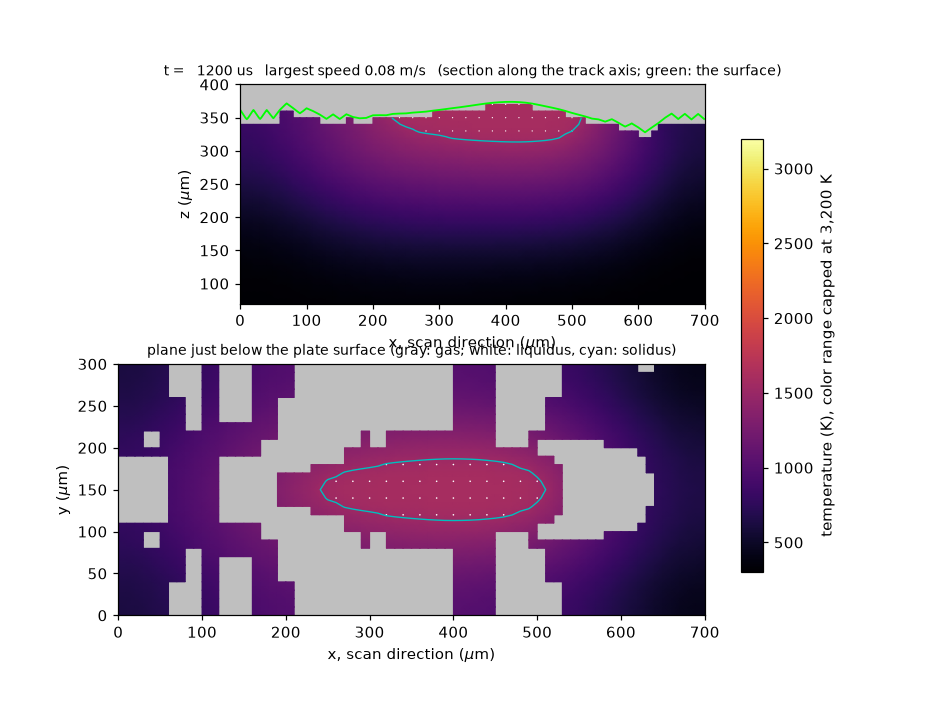 t =   1200 us   largest speed 0.08 m/s   (section along the track axis; green: the surface)
400
350
300
250
200
150
100
z (μm)
0 100 200 300 400 500 600 700
x, scan direction (μm)
plane just below the plate surface (gray: gas; white: liquidus, cyan: solidus)
300
250
200
150
100
50
0
y (μm)
0 100 200 300 400 500 600 700
x, scan direction (μm)
3000
2500
2000
1500
1000
500
temperature (K), color range capped at 3,200 K